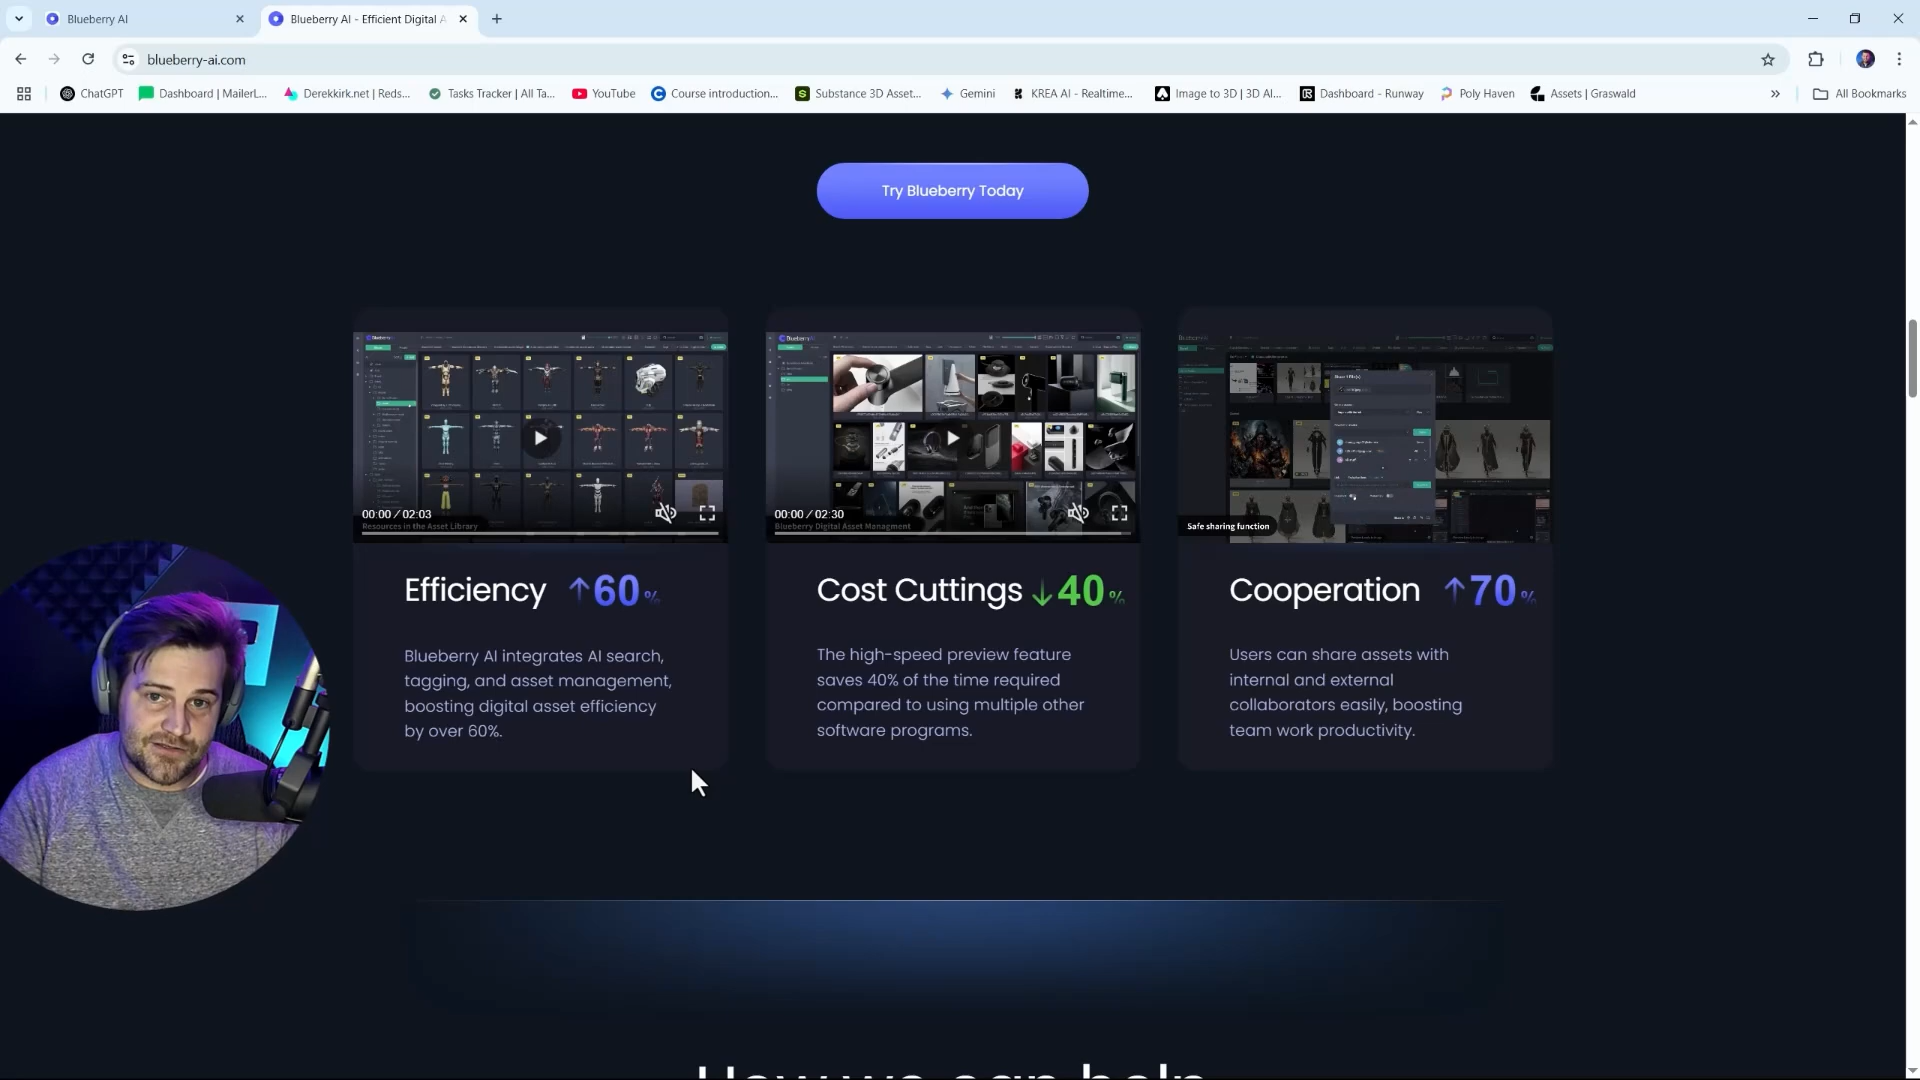 Blueberry AI
Blueberry AI - Efficient Digital A
blueberry-ai.com
ChatGPT
Dashboard | MailerL...
Derekkirk.net | Reds...
Tasks Tracker | All Ta...
YouTube
Course introduction...
Substance 3D Asset...
Gemini
KREA AI - Realtime...
Image to 3D | 3D AI...
Dashboard - Runway
Poly Haven
Assets | Graswald
All Bookmarks
Try Blueberry Today
00:00 / 02:03
Resources in the Asset Library
00:00 / 02:30
Blueberry Digital Asset Managment
Safe sharing function
Efficiency ↑60%
Blueberry AI integrates AI search,
tagging, and asset management,
boosting digital asset efficiency
by over 60%.
Cost Cuttings ↓40%
The high-speed preview feature
saves 40% of the time required
compared to using multiple other
software programs.
Cooperation ↑70%
Users can share assets with
internal and external
collaborators easily, boosting
team work productivity.
How we can help